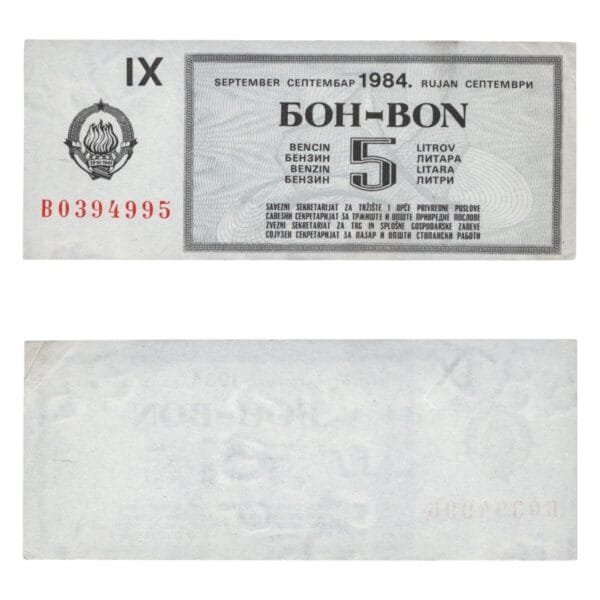 IX
SEPTEMBER СЕПТЕМБАР 1984. RUJAN СЕПТЕМВРИ
БОН-BON
BENCIN 5 LITROV
БЕНЗИН ЛИТАРА
BENZIN LITARA
БЕНЗИН ЛИТРИ
B0394995
SAVEZNI SEKRETARIJAT ZA TRŽIŠTE I OPĆE PRIVREDNE POSLOVE
САВЕЗНИ СЕКРЕТАРИЈАТ ЗА ТРЖИШТЕ И ОПШТЕ ПРИВРЕДНЕ ПОСЛОВЕ
ZVEZNI SEKRETARIAT ZA TRG IN SPLOŠNE GOSPODARSKE ZADEVE
СОЈУЗЕН СЕКРЕТАРИЈАТ ЗА ПАЗАР И ОПШТИ СТОПАНСКИ РАБОТИ